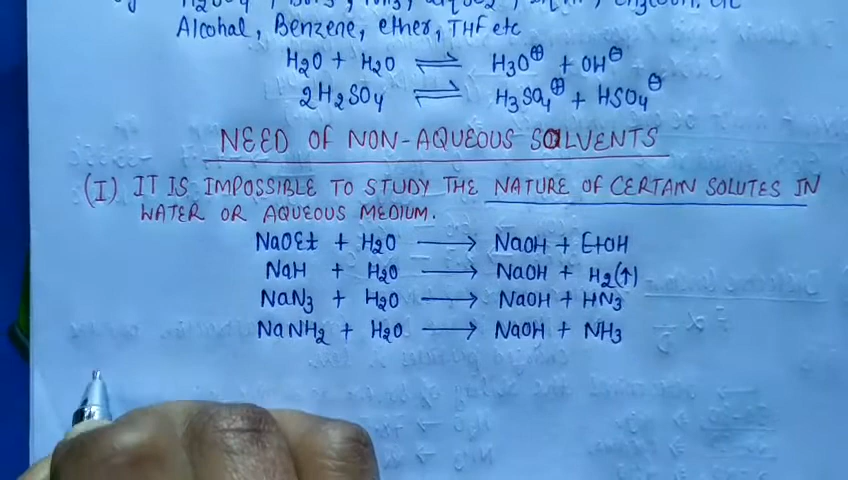 Alcohal, Benzene, ether, THF etc
H2O + H2O ⇌ H3O⊕ + OH⊖
2H2SO4 ⇌ H3SO4⊕ + HSO4⊖
NEED OF NON-AQUEOUS SOLVENTS
(I) IT IS IMPOSSIBLE TO STUDY THE NATURE OF CERTAIN SOLUTES IN
WATER OR AQUEOUS MEDIUM.
NaOEt + H2O → NaOH + EtOH
NaH + H2O → NaOH + H2(↑)
NaN3 + H2O → NaOH + HN3
NaNH2 + H2O → NaOH + NH3